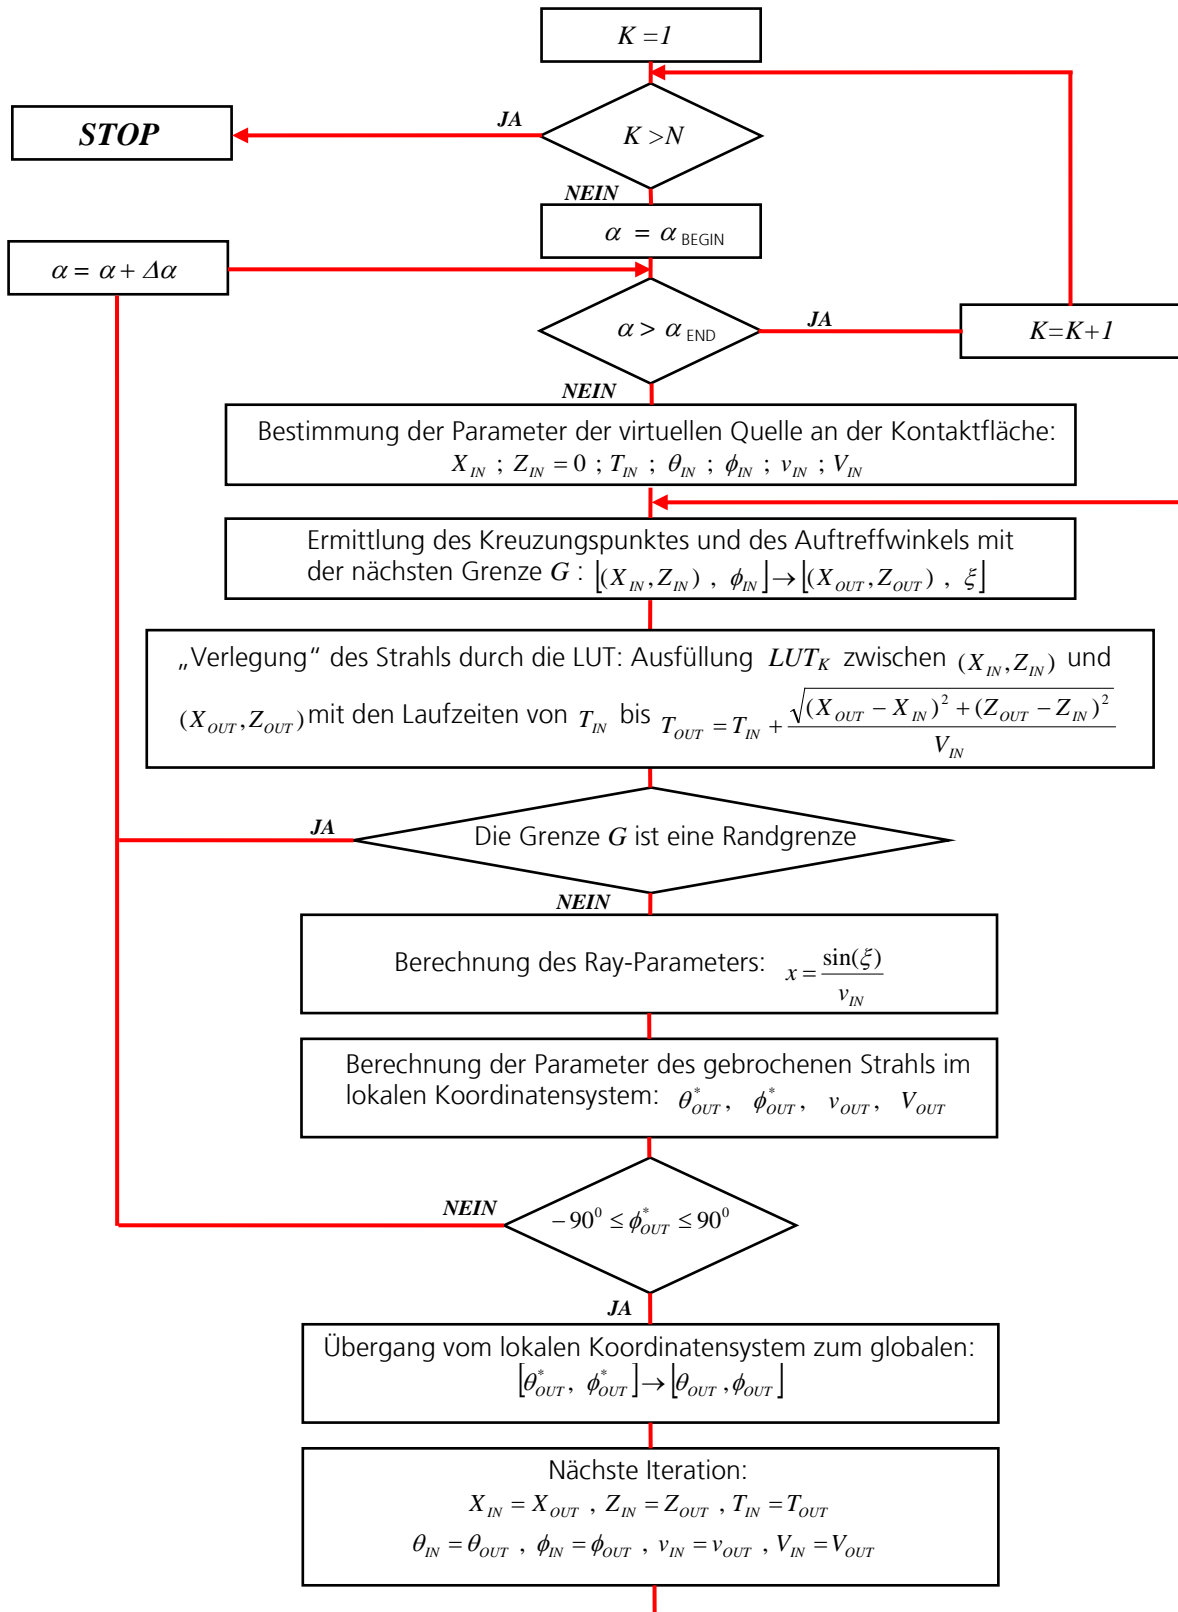 K =1
JA
STOP
K >N
NEIN
α = α BEGIN
α = α + Δα
α > α END
JA
K=K+1
NEIN
Bestimmung der Parameter der virtuellen Quelle an der Kontaktfläche:
X_IN ; Z_IN = 0 ; T_IN ; θ_IN ; ϕ_IN ; v_IN ; V_IN
Ermittlung des Kreuzungspunktes und des Auftreffwinkels mit
der nächsten Grenze G : ⌊(X_IN, Z_IN) , ϕ_IN⌋ → ⌊(X_OUT, Z_OUT) , ξ⌋
„Verlegung“ des Strahls durch die LUT: Ausfüllung LUT_K zwischen (X_IN, Z_IN) und
(X_OUT, Z_OUT) mit den Laufzeiten von T_IN bis T_OUT = T_IN + √((X_OUT − X_IN)² + (Z_OUT − Z_IN)²) / V_IN
JA
Die Grenze G ist eine Randgrenze
NEIN
Berechnung des Ray-Parameters: x = sin(ξ) / v_IN
Berechnung der Parameter des gebrochenen Strahls im
lokalen Koordinatensystem: θ*_OUT, ϕ*_OUT, v_OUT, V_OUT
NEIN
− 90⁰ ≤ ϕ*_OUT ≤ 90⁰
JA
Übergang vom lokalen Koordinatensystem zum globalen:
[θ*_OUT, ϕ*_OUT] → ⌊θ_OUT , ϕ_OUT⌋
Nächste Iteration:
X_IN = X_OUT , Z_IN = Z_OUT , T_IN = T_OUT
θ_IN = θ_OUT , ϕ_IN = ϕ_OUT , v_IN = v_OUT , V_IN = V_OUT